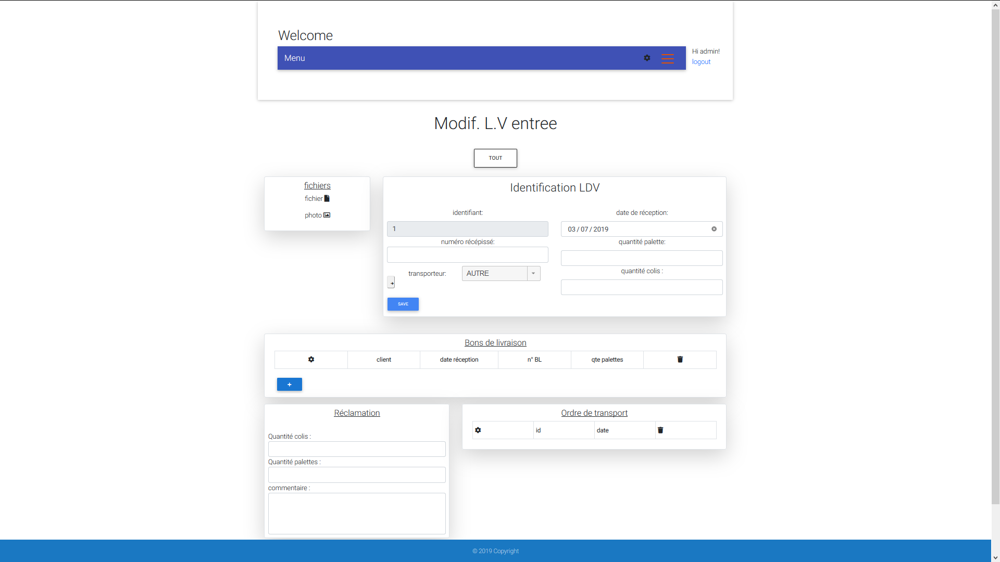 Welcome
Menu
Hi admin!
logout
Modif. L.V entree
TOUT
fichiers
fichier
photo
Identification LDV
identifiant:
1
numéro récépissé:
transporteur:
AUTRE
SAVE
date de réception:
03 / 07 / 2019
quantité palette:
quantité colis :
Bons de livraison
client date réception n° BL qte palettes
+
Réclamation
Quantité colis :
Quantité palettes :
commentaire :
Ordre de transport
id date
© 2019 Copyright